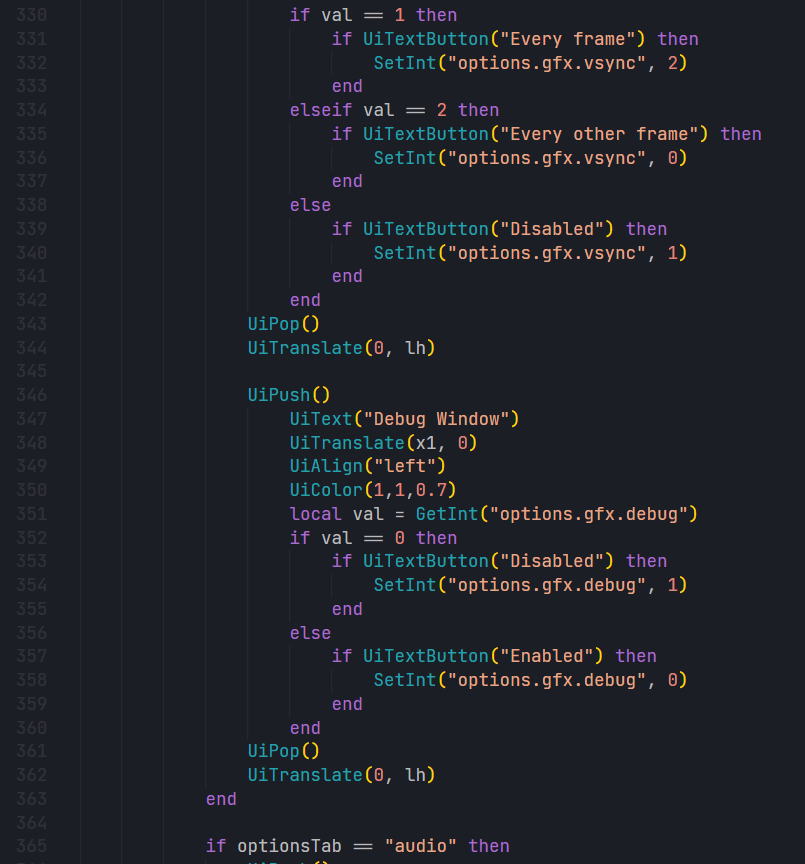 330 if val == 1 then
331 if UiTextButton("Every frame") then
332 SetInt("options.gfx.vsync", 2)
333 end
334 elseif val == 2 then
335 if UiTextButton("Every other frame") then
336 SetInt("options.gfx.vsync", 0)
337 end
338 else
339 if UiTextButton("Disabled") then
340 SetInt("options.gfx.vsync", 1)
341 end
342 end
343 UiPop()
344 UiTranslate(0, lh)
345
346 UiPush()
347 UiText("Debug Window")
348 UiTranslate(x1, 0)
349 UiAlign("left")
350 UiColor(1,1,0.7)
351 local val = GetInt("options.gfx.debug")
352 if val == 0 then
353 if UiTextButton("Disabled") then
354 SetInt("options.gfx.debug", 1)
355 end
356 else
357 if UiTextButton("Enabled") then
358 SetInt("options.gfx.debug", 0)
359 end
360 end
361 UiPop()
362 UiTranslate(0, lh)
363 end
364
365 if optionsTab == "audio" then